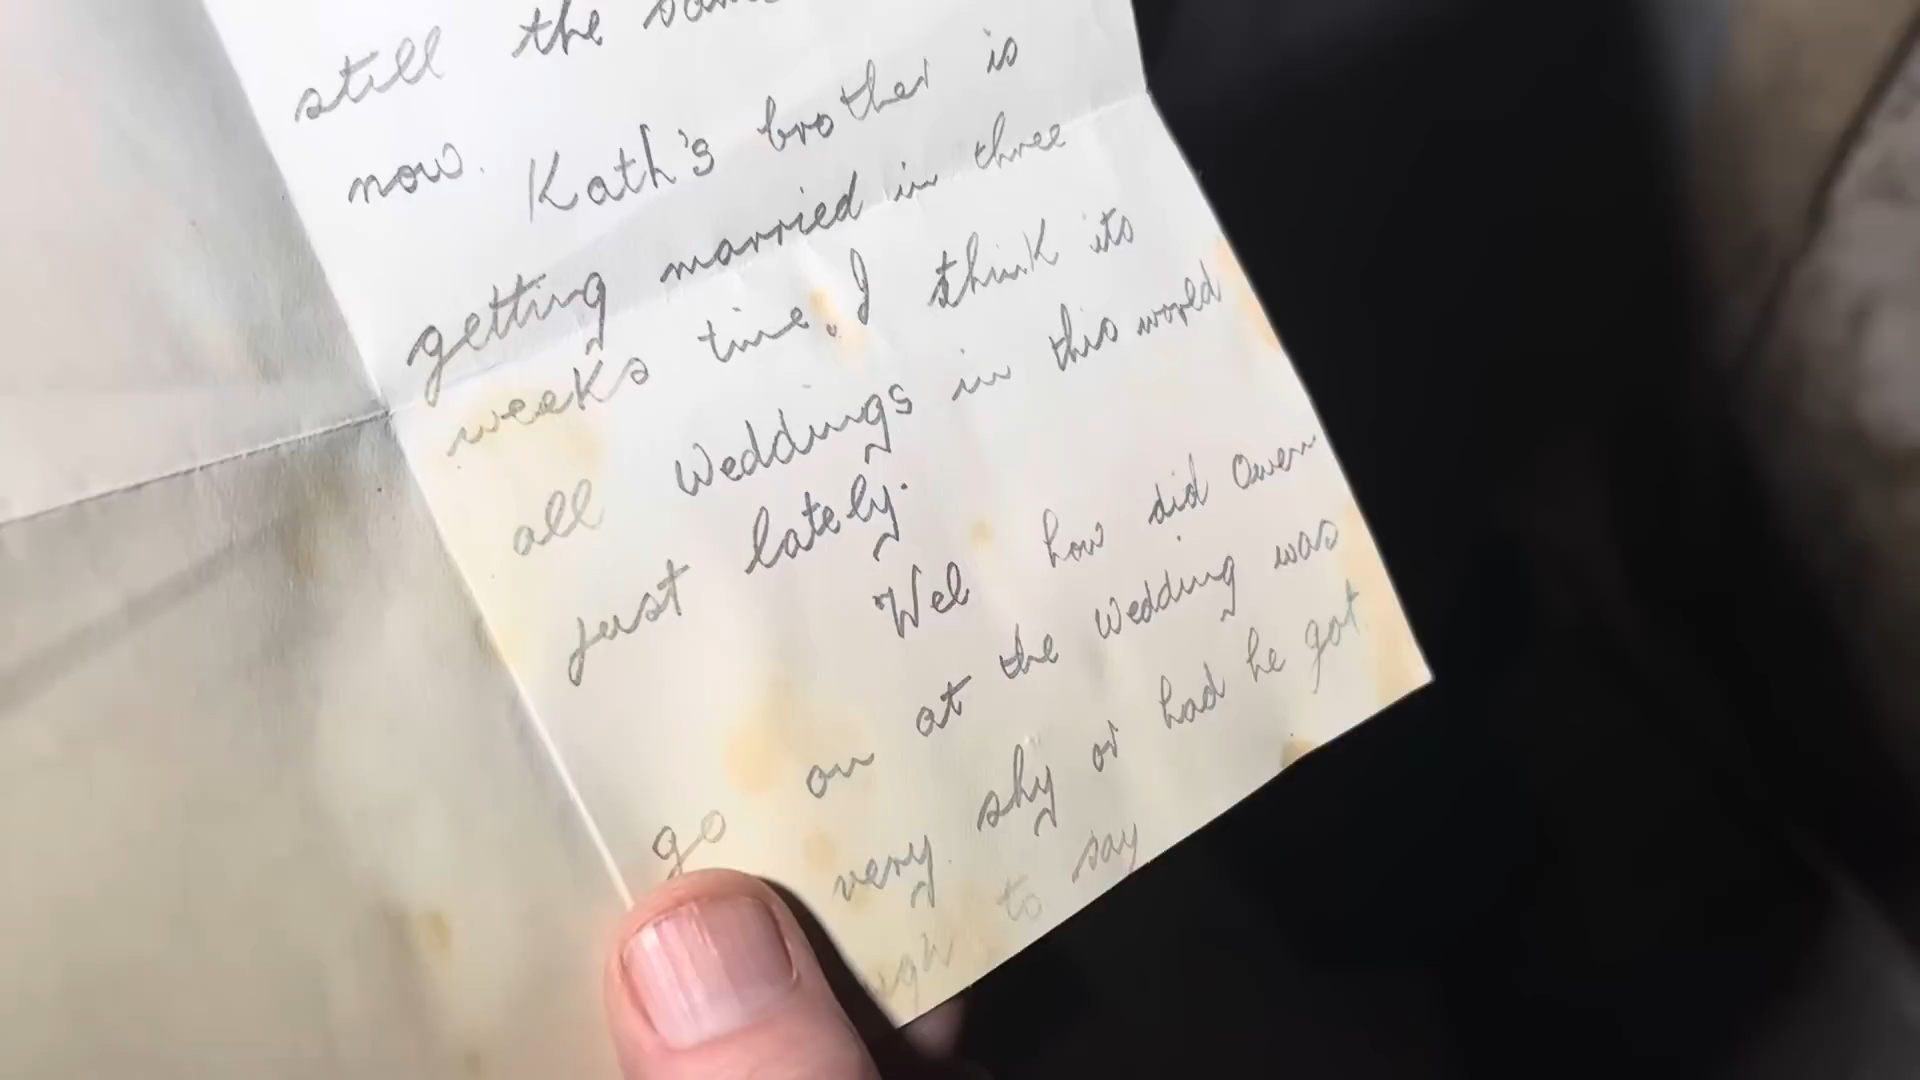 still the
now. Kath's brother is
getting married in three
weeks time. I think its
all Weddings in this world
just lately.
Wel how did Owen
go on at the Wedding was
very shy or had he got
to say